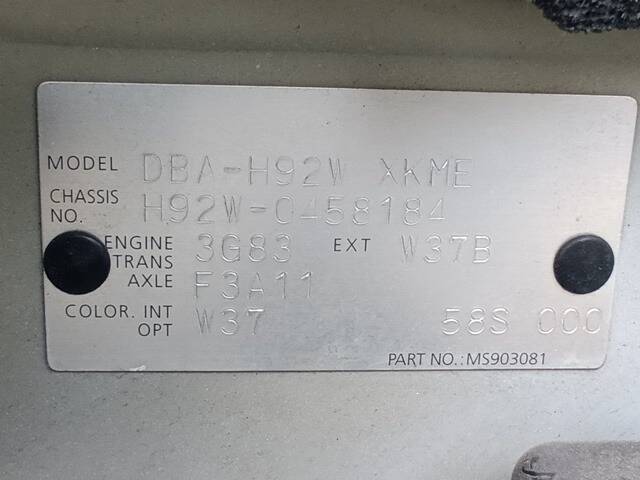 MODEL DBA-H92W XKME
CHASSIS NO. H92W-0458184
ENGINE 3G83 EXT W37B
TRANS AXLE F3A11
COLOR. INT OPT W37 58S 000
PART NO.:MS903081